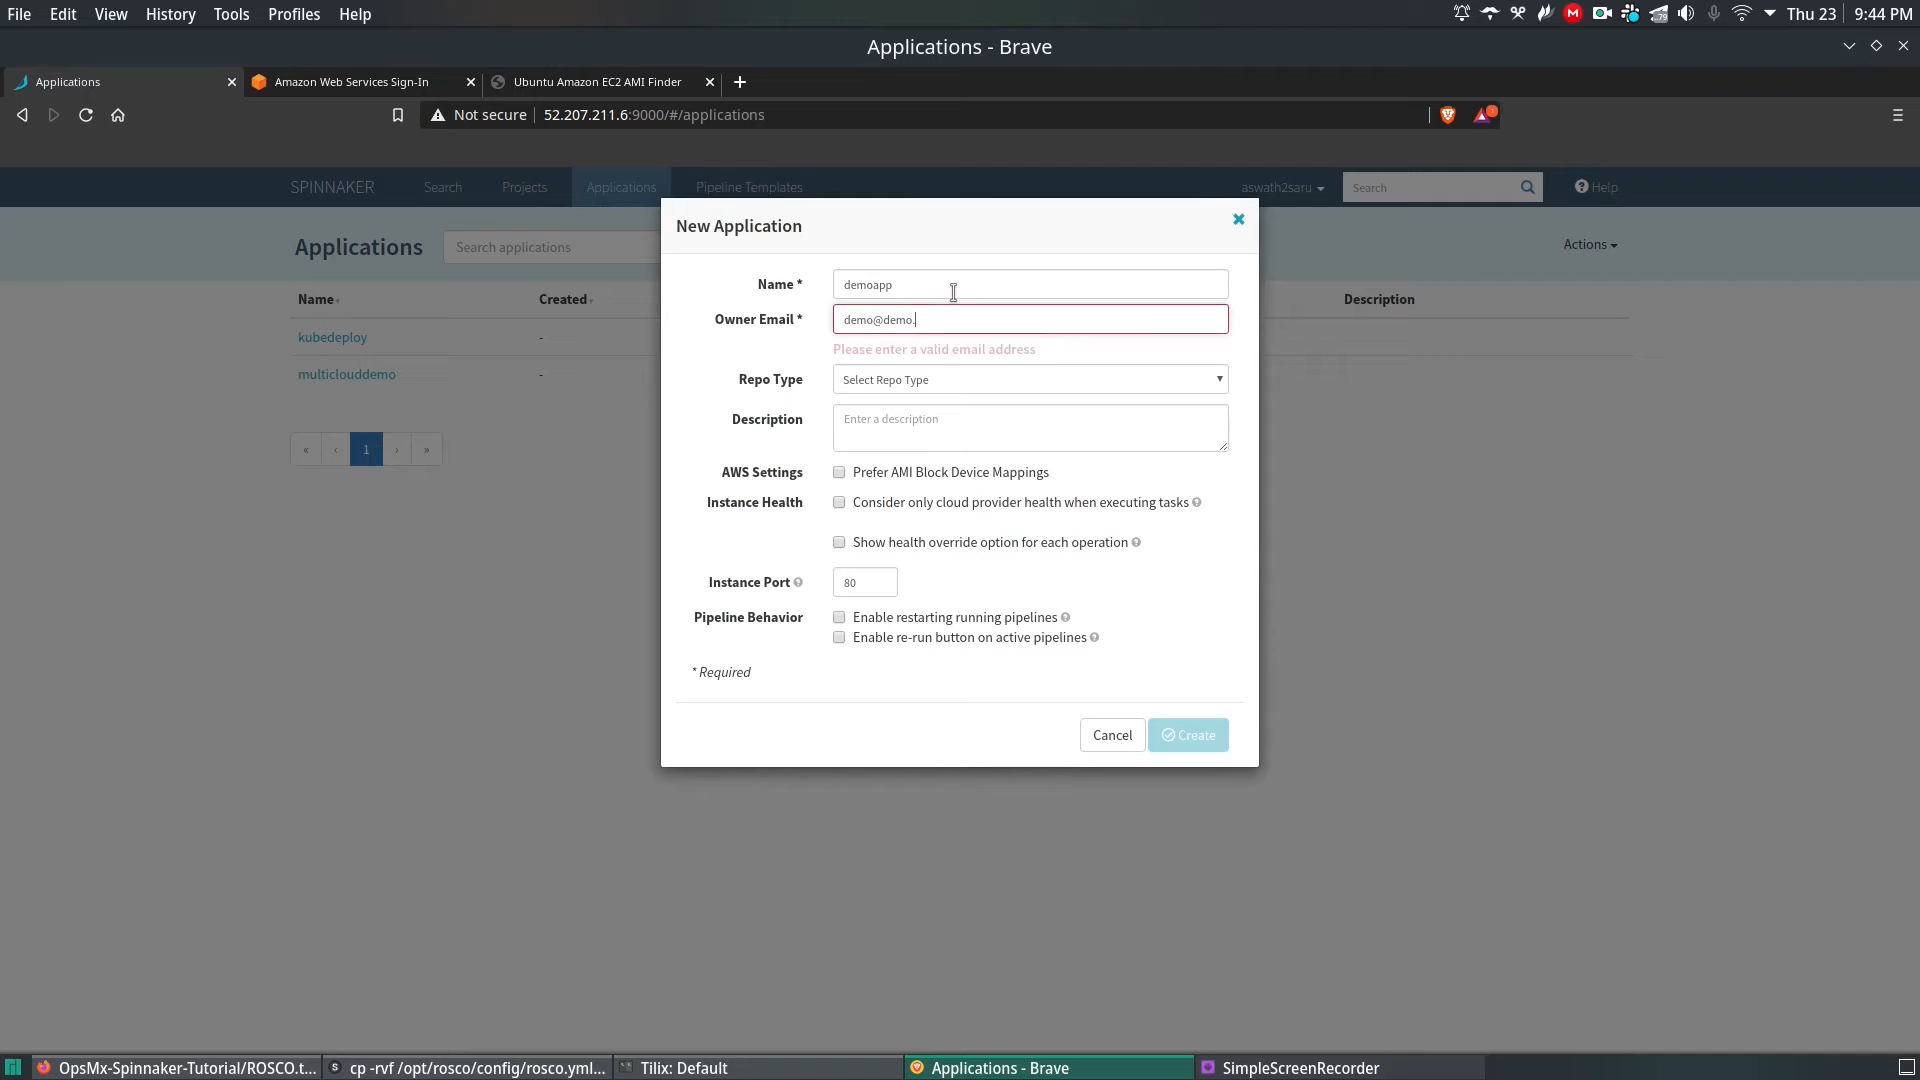 File Edit View History Tools Profiles Help
.79 Thu 23 9:44 PM
Applications - Brave
Applications
Amazon Web Services Sign-In
Ubuntu Amazon EC2 AMI Finder
Not secure 52.207.211.6:9000/#/applications
SPINNAKER Search Projects Applications Pipeline Templates aswath2saru Search Help
Applications Search applications Actions
Name Created Description
kubedeploy -
multiclouddemo -
« ‹ 1 › »
New Application
Name * demoapp
Owner Email * demo@demo.
Please enter a valid email address
Repo Type Select Repo Type
Description Enter a description
AWS Settings Prefer AMI Block Device Mappings
Instance Health Consider only cloud provider health when executing tasks
Show health override option for each operation
Instance Port 80
Pipeline Behavior Enable restarting running pipelines
Enable re-run button on active pipelines
* Required
Cancel Create
OpsMx-Spinnaker-Tutorial/ROSCO.t... cp -rvf /opt/rosco/config/rosco.yml... Tilix: Default Applications - Brave SimpleScreenRecorder